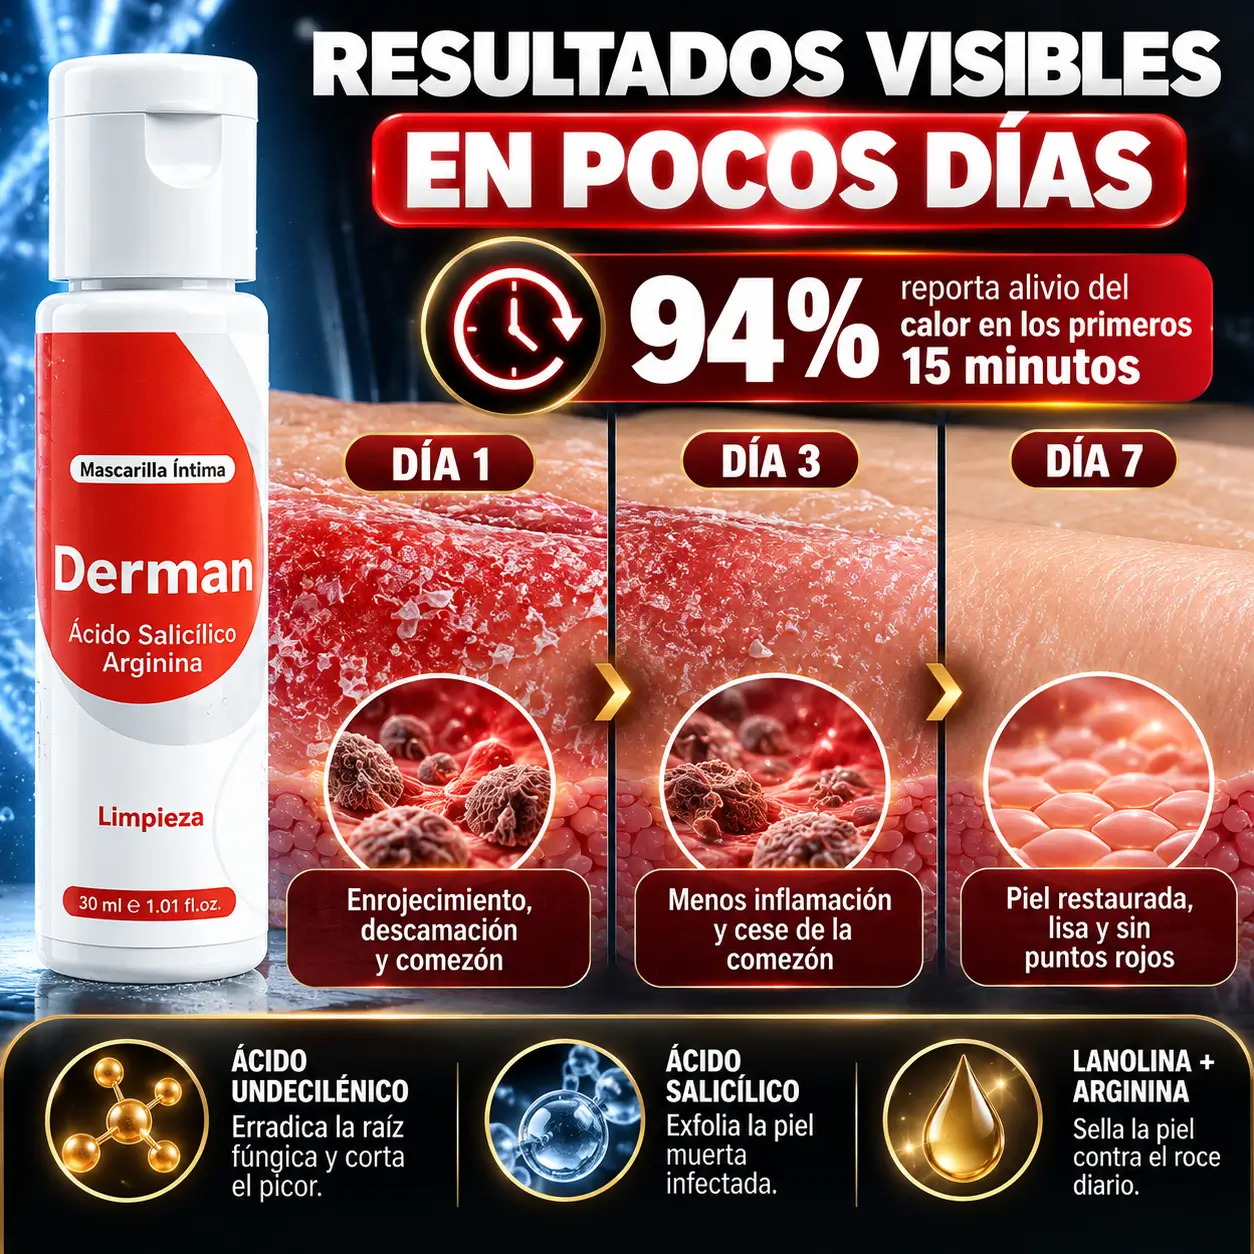 RESULTADOS VISIBLES
EN POCOS DÍAS
94%
reporta alivio del
calor en los primeros
15 minutos
Mascarilla Íntima
Derman
Ácido Salicílico
Arginina
Limpieza
30 ml e 1.01 fl.oz.
DÍA 1
Enrojecimiento,
descamación
y comezón
DÍA 3
Menos inflamación
y cese de la
comezón
DÍA 7
Piel restaurada,
lisa y sin
puntos rojos
ÁCIDO
UNDECILÉNICO
Erradica la raíz
fúngica y corta
el picor.
ÁCIDO
SALICÍLICO
Exfolia la piel
muerta
infectada.
LANOLINA +
ARGININA
Sella la piel
contra el roce
diario.